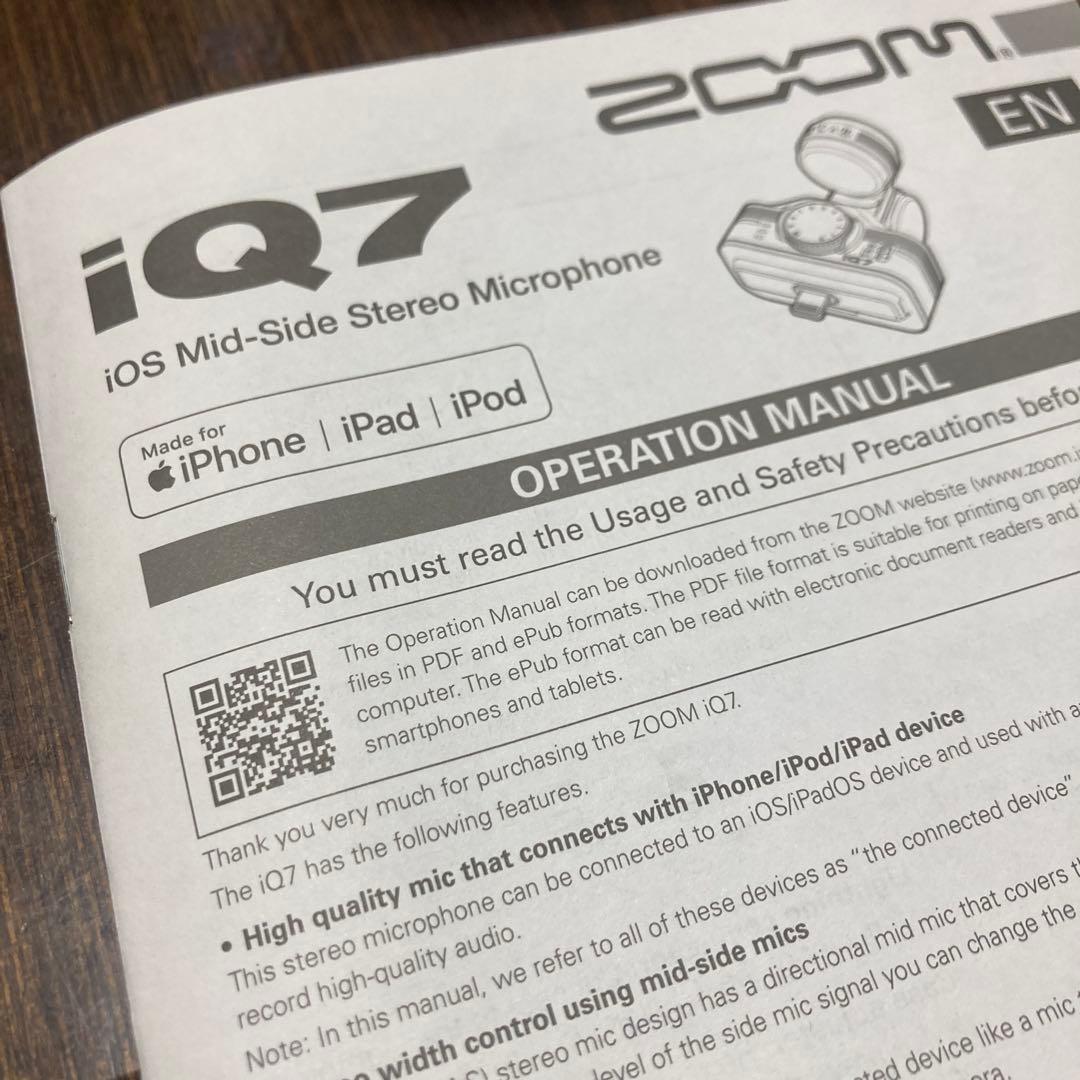 ZOOM®
EN
iQ7
iOS Mid-Side Stereo Microphone
Made for
iPhone | iPad | iPod
OPERATION MANUAL
You must read the Usage and Safety Precautions
The Operation Manual can be downloaded from the ZOOM website (www.zoom.
files in PDF and ePub formats. The PDF file format is suitable for printing on
computer. The ePub format can be read with electronic document readers and
smartphones and tablets.
Thank you very much for purchasing the ZOOM iQ7.
The iQ7 has the following features.
• High quality mic that connects with iPhone/iPod/iPad device
This stereo microphone can be connected to an iOS/iPadOS device and used with
record high-quality audio.
Note: In this manual, we refer to all of these devices as "the connected device"
width control using mid-side mics
stereo mic design has a directional mid mic that covers
level of the side mic signal you can change the
device like a mic